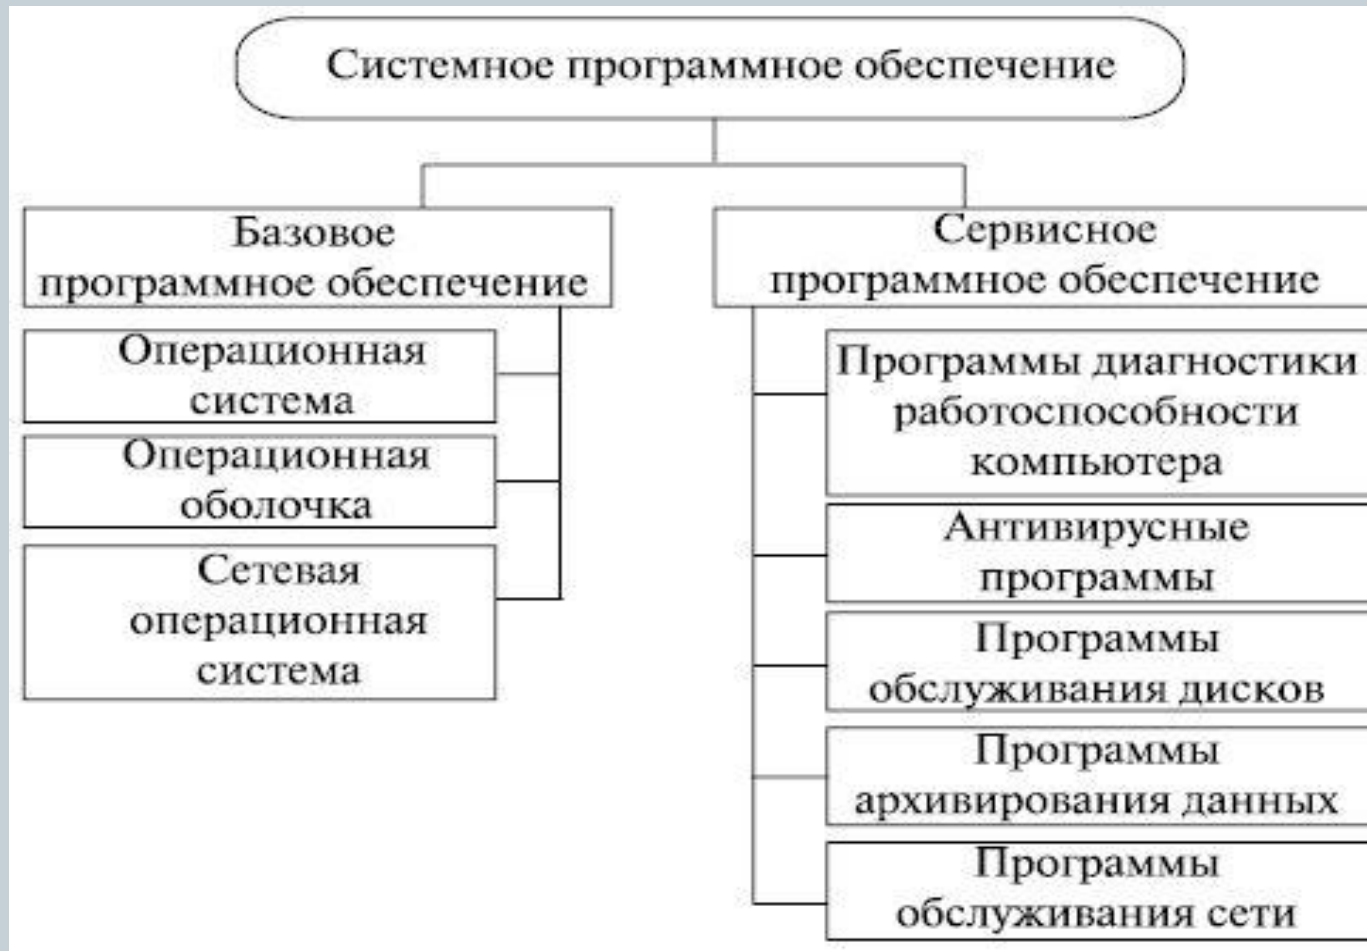 Системное программное обеспечение
Базовое
программное обеспечение
Операционная
система
Операционная
оболочка
Сетевая
операционная
система
Сервисное
программное обеспечение
Программы диагностики
работоспособности
компьютера
Антивирусные
программы
Программы
обслуживания дисков
Программы
архивирования данных
Программы
обслуживания сети